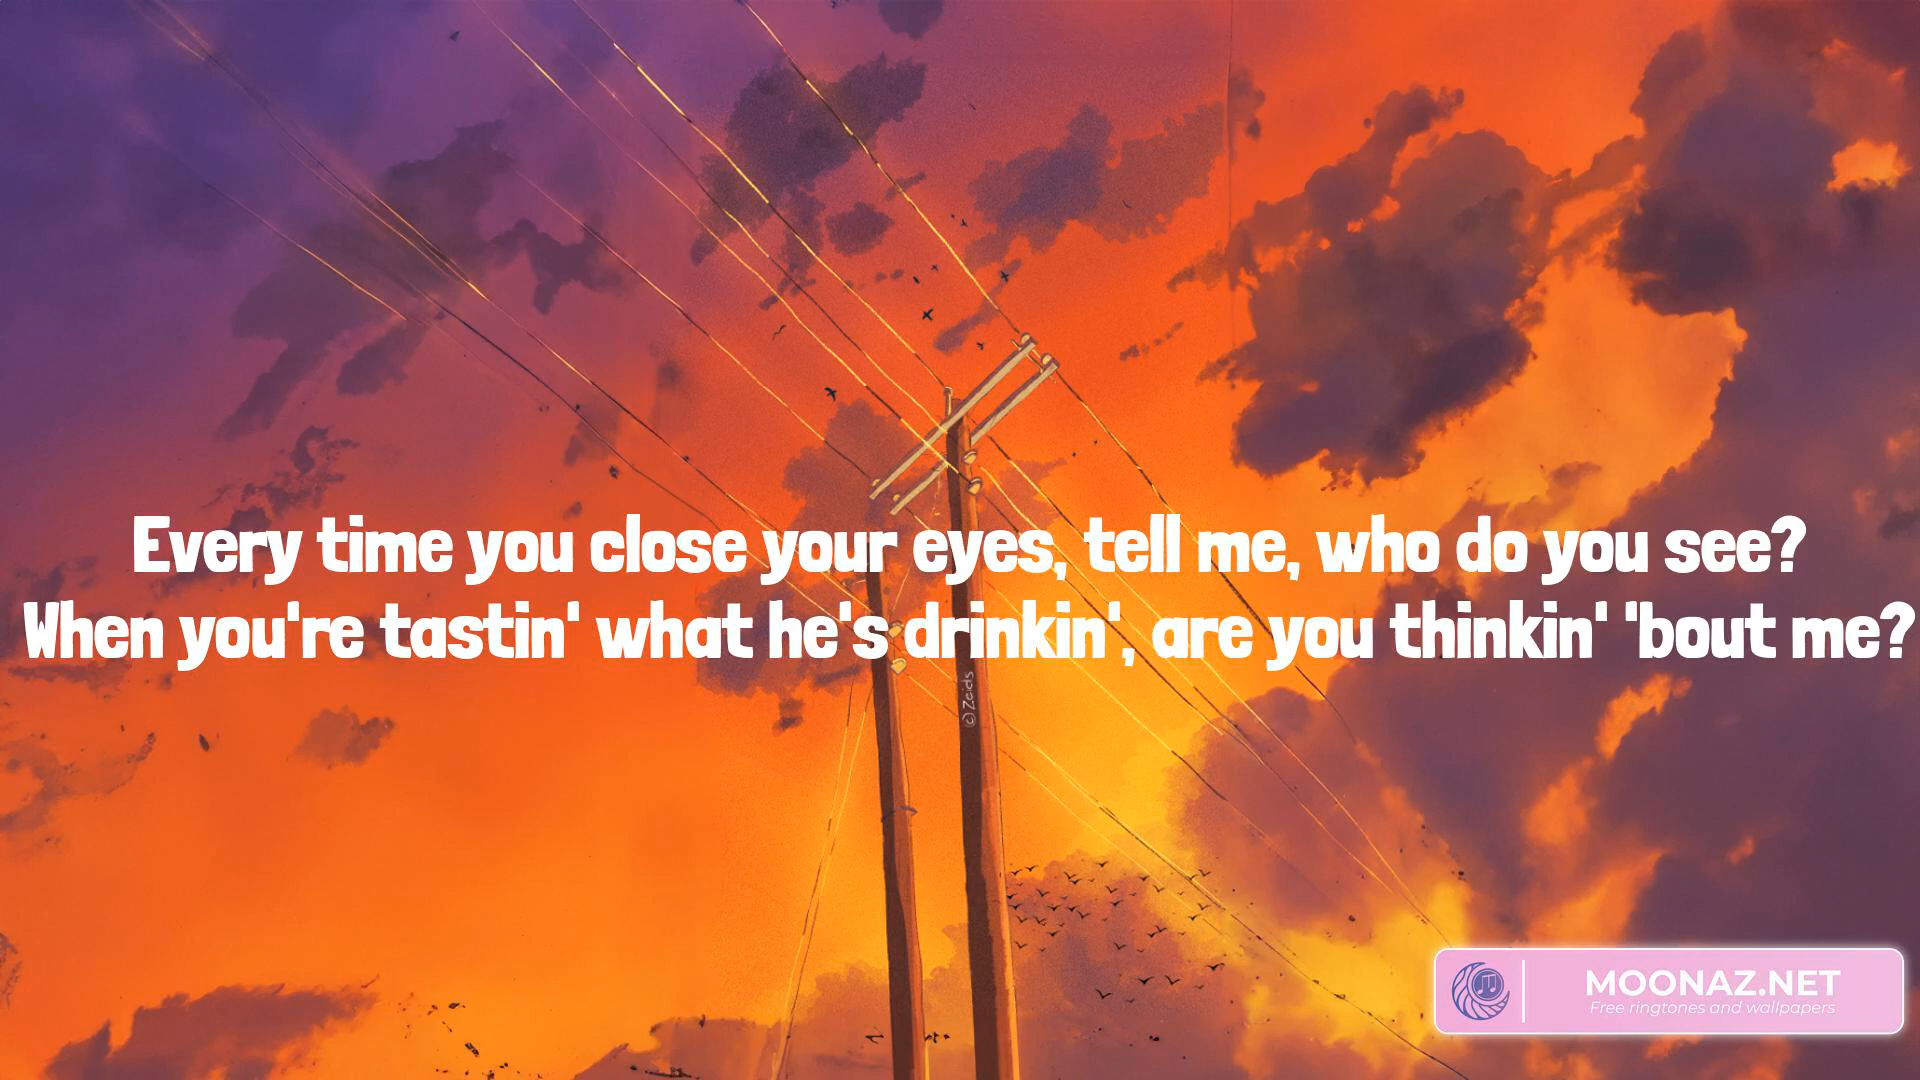 Every time you close your eyes, tell me, who do you see?
When you're tastin' what he's drinkin', are you thinkin' 'bout me?
(c) Zaids
MOONAZ.NET
Free ringtones and wallpapers